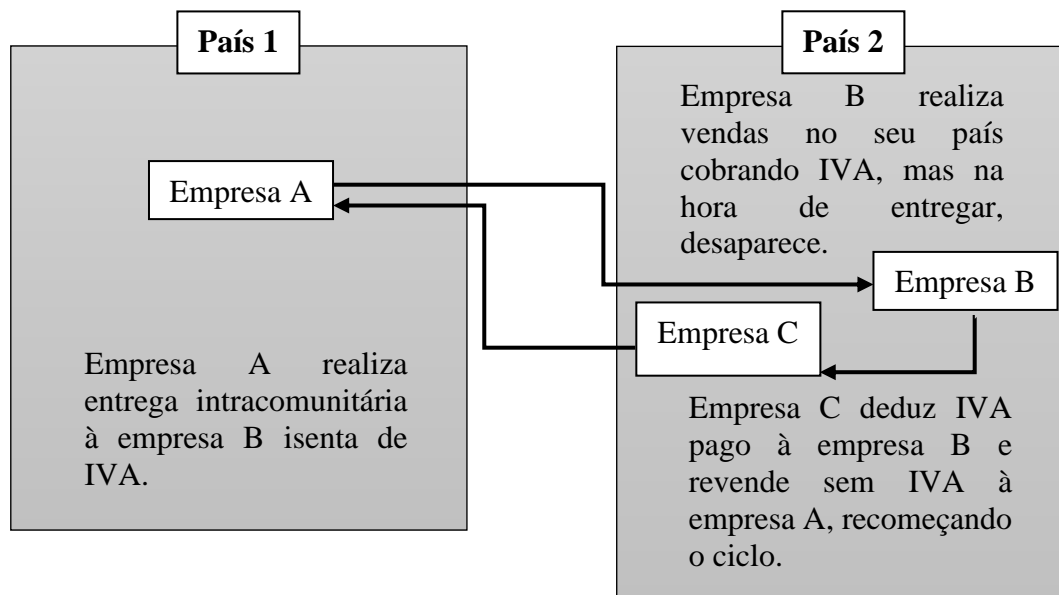 País 1
Empresa A
Empresa A realiza
entrega intracomunitária
à empresa B isenta de
IVA.
País 2
Empresa B realiza
vendas no seu país
cobrando IVA, mas na
hora de entregar,
desaparece.
Empresa B
Empresa C
Empresa C deduz IVA
pago à empresa B e
revende sem IVA à
empresa A, recomeçando
o ciclo.